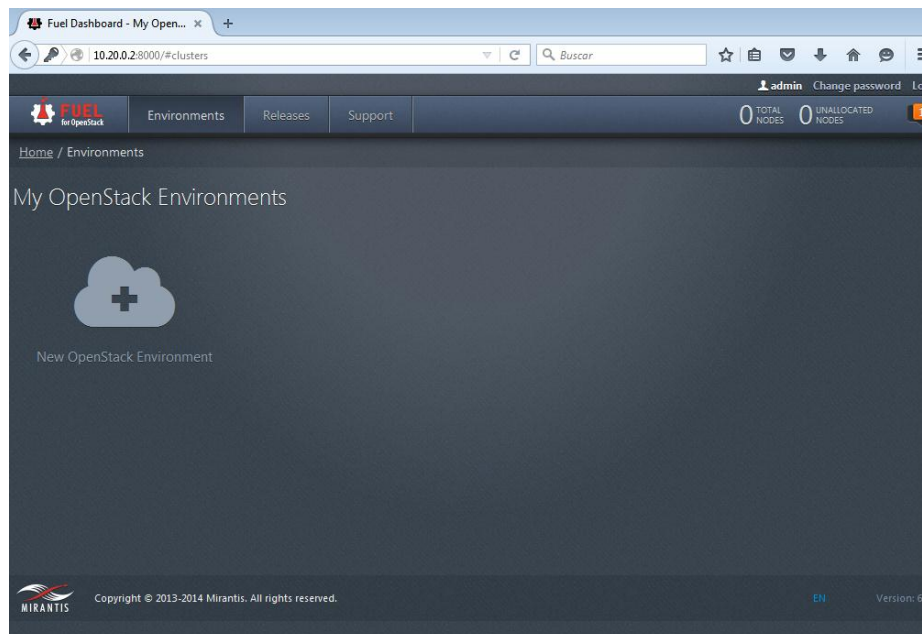 Fuel Dashboard - My Open... × +
10.20.0.2:8000/#clusters
Buscar
admin Change password
FUEL for OpenStack
Environments Releases Support
0 TOTAL NODES 0 UNALLOCATED NODES
Home / Environments
My OpenStack Environments
New OpenStack Environment
MIRANTIS
Copyright © 2013-2014 Mirantis. All rights reserved.
EN
Version: 6